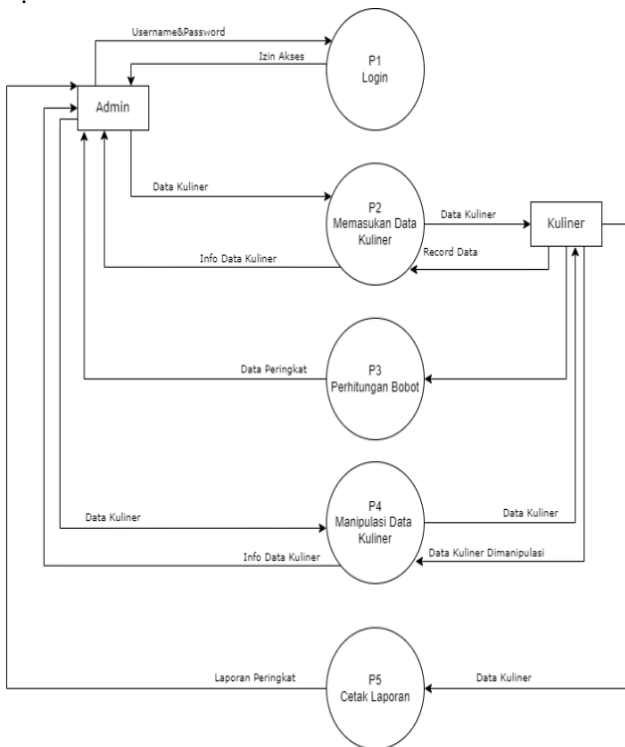 Username&Password
Izin Akses
P1
Login
Admin
Data Kuliner
P2
Memasukan Data
Kuliner
Data Kuliner
Kuliner
Info Data Kuliner
Record Data
Data Peringkat
P3
Perhitungan Bobot
P4
Manipulasi Data
Kuliner
Data Kuliner
Data Kuliner
Info Data Kuliner
Data Kuliner Dimanipulasi
Laporan Peringkat
P5
Cetak Laporan
Data Kuliner